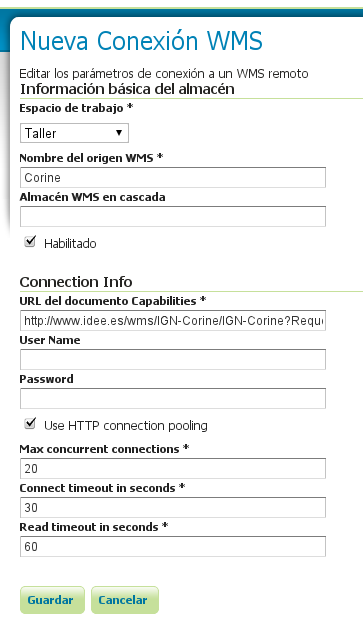 Nueva Conexión WMS
Editar los parámetros de conexión a un WMS remoto
Información básica del almacén
Espacio de trabajo *
Taller
Nombre del origen WMS *
Corine
Almacén WMS en cascada
Habilitado
Connection Info
URL del documento Capabilities *
http://www.idee.es/wms/IGN-Corine/IGN-Corine?Requ
User Name
Password
Use HTTP connection pooling
Max concurrent connections *
20
Connect timeout in seconds *
30
Read timeout in seconds *
60
Guardar Cancelar